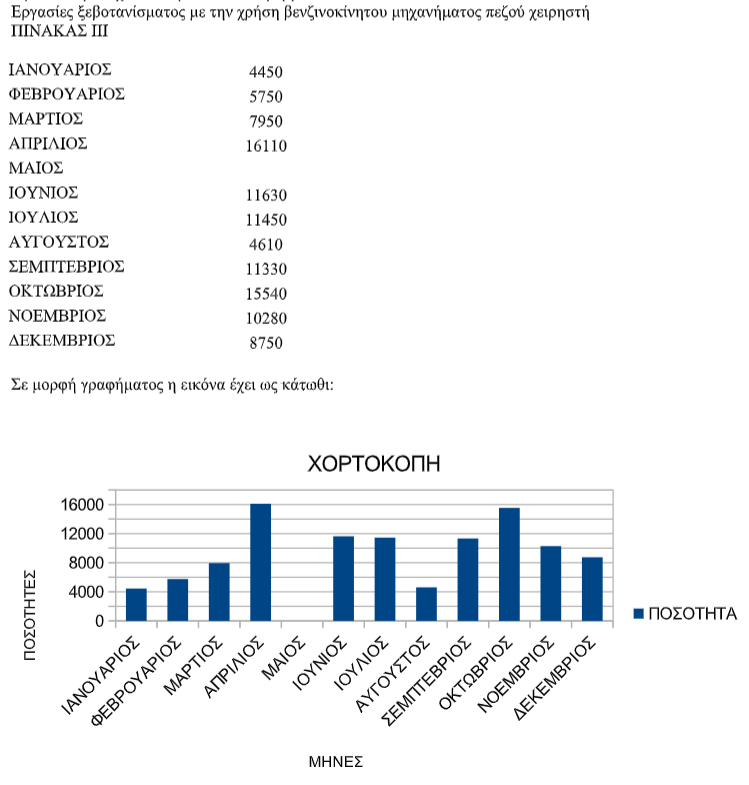 Εργασίες ξεβοτανίσματος με την χρήση βενζινοκίνητου μηχανήματος πεζού χειρηστή
ΠΙΝΑΚΑΣ ΙΙΙ
ΙΑΝΟΥΑΡΙΟΣ 4450
ΦΕΒΡΟΥΑΡΙΟΣ 5750
ΜΑΡΤΙΟΣ 7950
ΑΠΡΙΛΙΟΣ 16110
ΜΑΙΟΣ
ΙΟΥΝΙΟΣ 11630
ΙΟΥΛΙΟΣ 11450
ΑΥΓΟΥΣΤΟΣ 4610
ΣΕΜΠΤΕΒΡΙΟΣ 11330
ΟΚΤΩΒΡΙΟΣ 15540
ΝΟΕΜΒΡΙΟΣ 10280
ΔΕΚΕΜΒΡΙΟΣ 8750
Σε μορφή γραφήματος η εικόνα έχει ως κάτωθι:
ΧΟΡΤΟΚΟΠΗ
16000
12000
8000
4000
0
ΠΟΣΟΤΗΤΕΣ
ΠΟΣΟΤΗΤΑ
ΙΑΝΟΥΑΡΙΟΣ
ΦΕΒΡΟΥΑΡΙΟΣ
ΜΑΡΤΙΟΣ
ΑΠΡΙΛΙΟΣ
ΜΑΙΟΣ
ΙΟΥΝΙΟΣ
ΙΟΥΛΙΟΣ
ΑΥΓΟΥΣΤΟΣ
ΣΕΜΠΤΕΒΡΙΟΣ
ΟΚΤΩΒΡΙΟΣ
ΝΟΕΜΒΡΙΟΣ
ΔΕΚΕΜΒΡΙΟΣ
ΜΗΝΕΣ